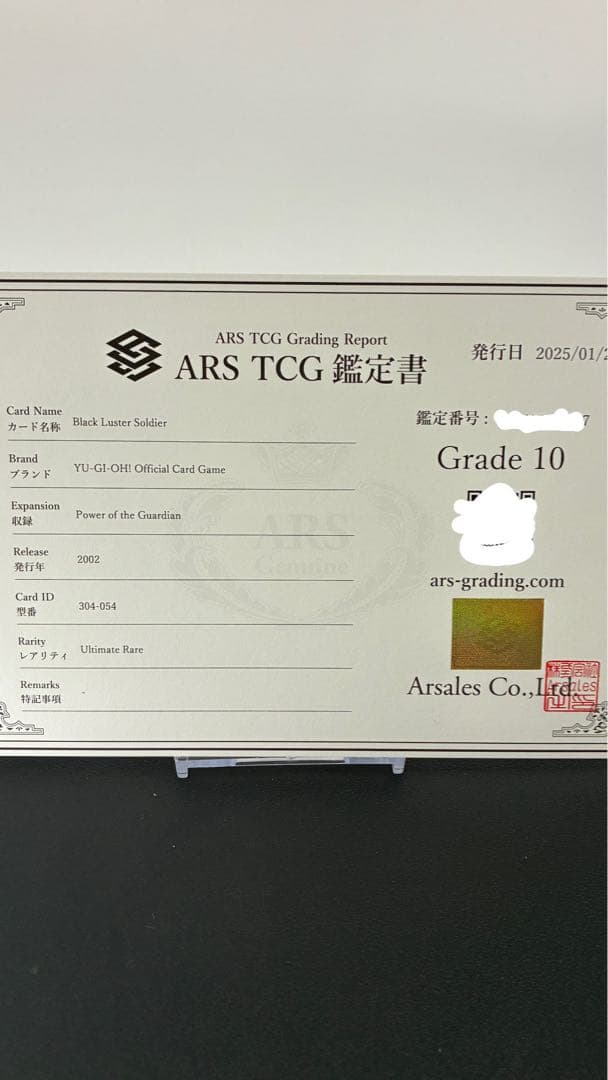 ARS TCG Grading Report
ARS TCG 鑑定書
発行日 2025/01/2
Card Name
カード名称
Black Luster Soldier
Brand
ブランド
YU-GI-OH! Official Card Game
Expansion
収録
Power of the Guardian
Release
発行年
2002
Card ID
型番
304-054
Rarity
レアリティ
Ultimate Rare
Remarks
特記事項
-
鑑定番号 : 7
Grade 10
ars-grading.com
Arsales Co.,Ltd.
ARS
Genuine